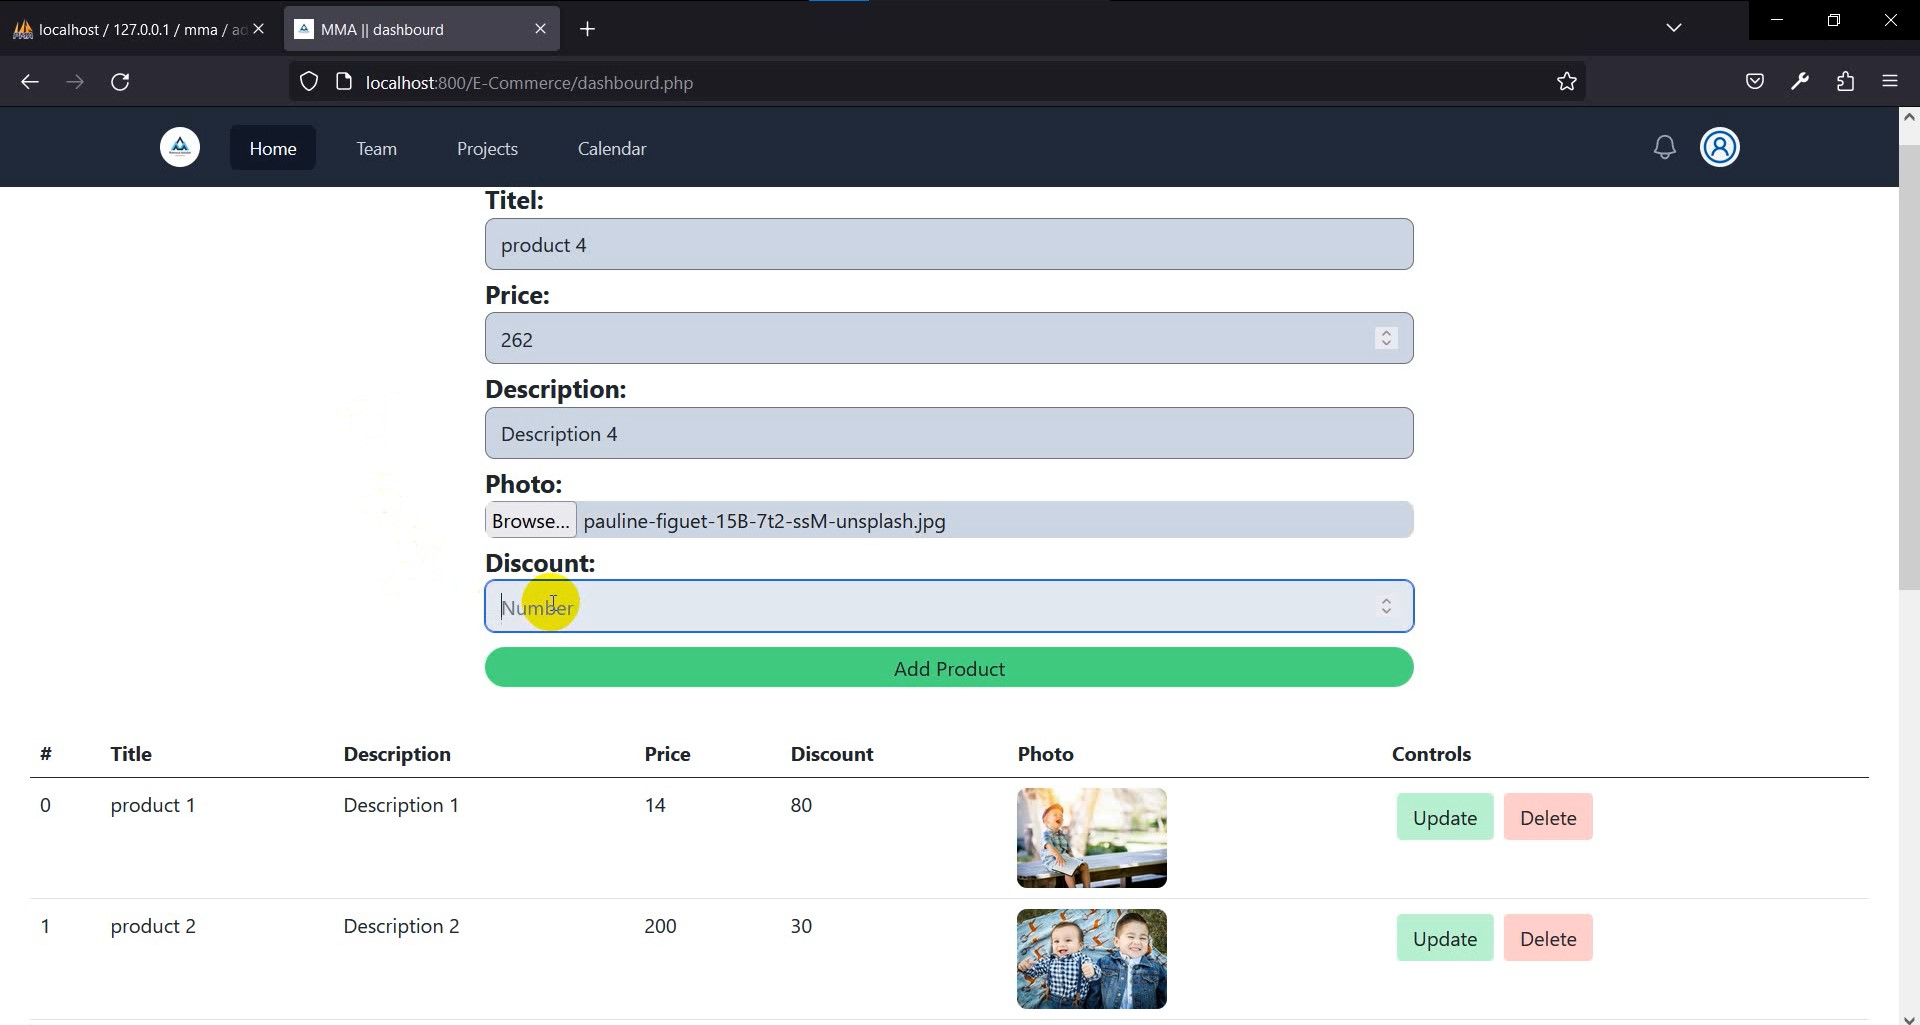 localhost / 127.0.0.1 / mma / ad
MMA || dashbourd
localhost:800/E-Commerce/dashbourd.php
Home Team Projects Calendar
Titel:
product 4
Price:
262
Description:
Description 4
Photo:
Browse... pauline-figuet-15B-7t2-ssM-unsplash.jpg
Discount:
Number
Add Product
# Title Description Price Discount Photo Controls
0 product 1 Description 1 14 80 Update Delete
1 product 2 Description 2 200 30 Update Delete